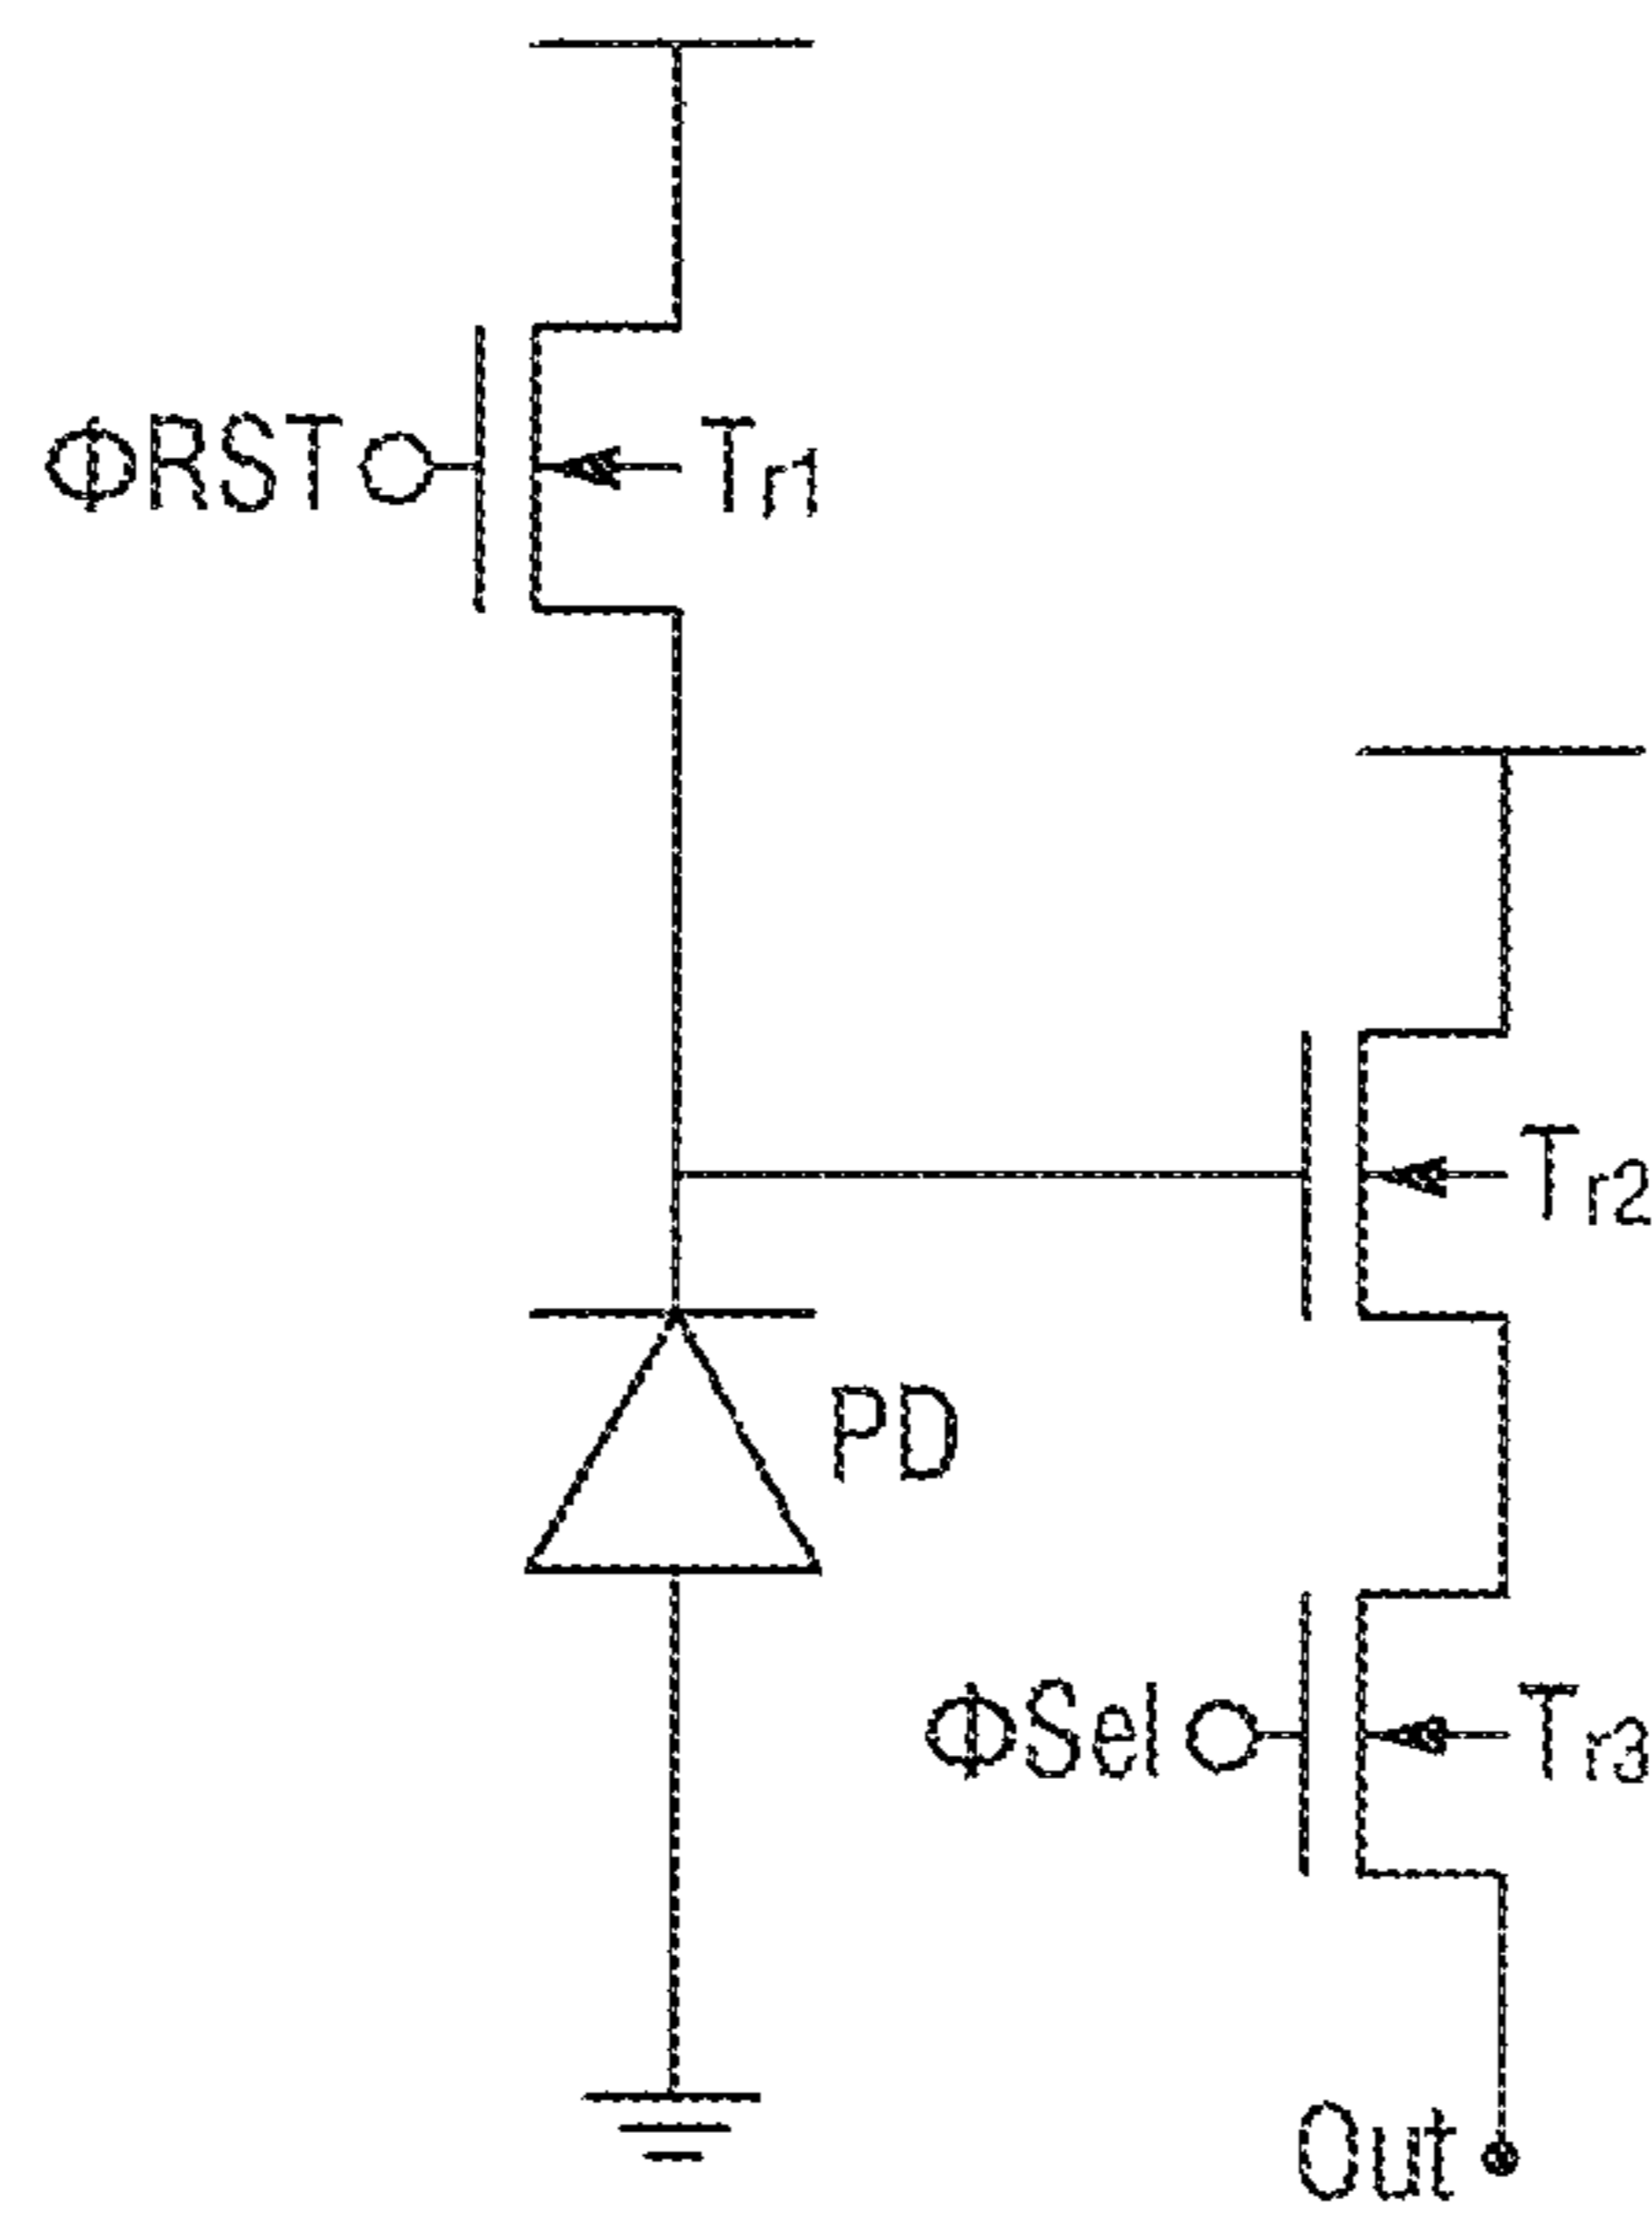 ΦRST
Tr1
Tr2
PD
ΦSel
Tr3
Out